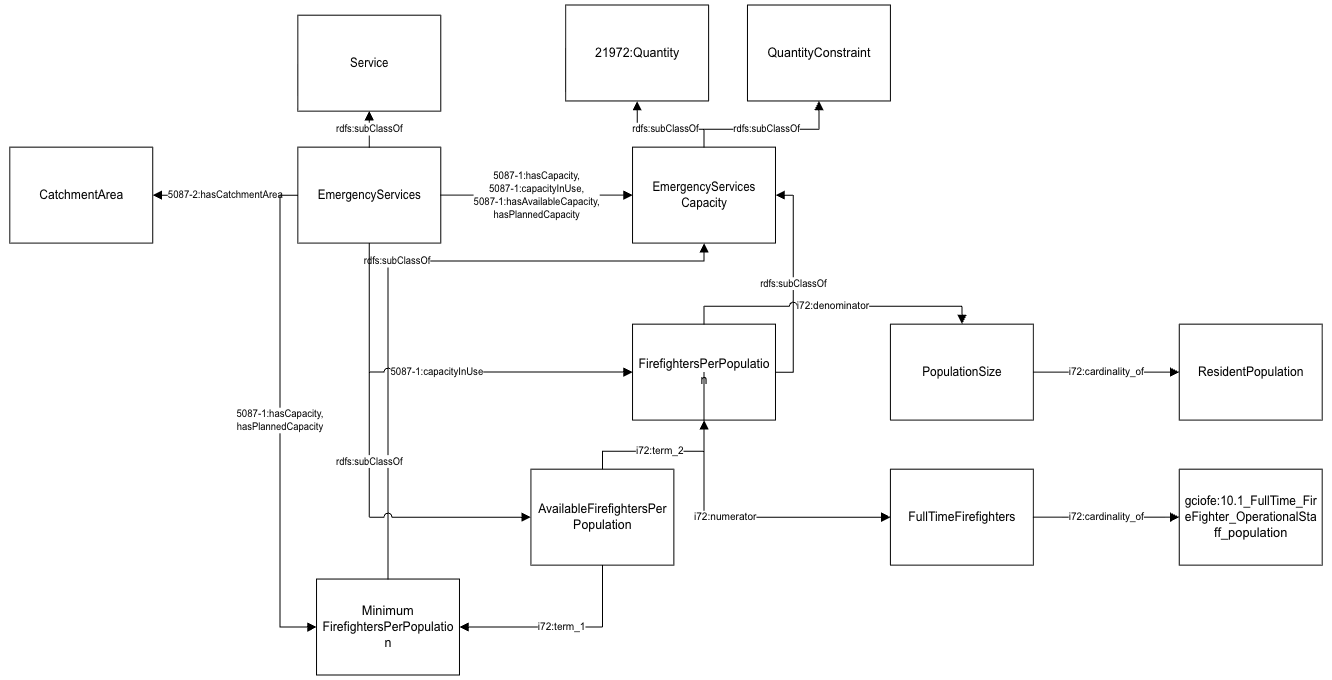 Service
21972:Quantity
QuantityConstraint
rdfs:subClassOf
rdfs:subClassOf
rdfs:subClassOf
CatchmentArea
5087-2:hasCatchmentArea
EmergencyServices
5087-1:hasCapacity,
5087-1:capacityInUse,
5087-1:hasAvailableCapacity,
hasPlannedCapacity
EmergencyServices
Capacity
rdfs:subClassOf
rdfs:subClassOf
i72:denominator
FirefightersPerPopulatio
n
5087-1:capacityInUse
PopulationSize
i72:cardinality_of
ResidentPopulation
5087-1:hasCapacity,
hasPlannedCapacity
rdfs:subClassOf
i72:term_2
AvailableFirefightersPer
Population
i72:numerator
FullTimeFirefighters
i72:cardinality_of
gciofe:10.1_FullTime_Fir
eFighter_OperationalSta
ff_population
Minimum
FirefightersPerPopulatio
n
i72:term_1